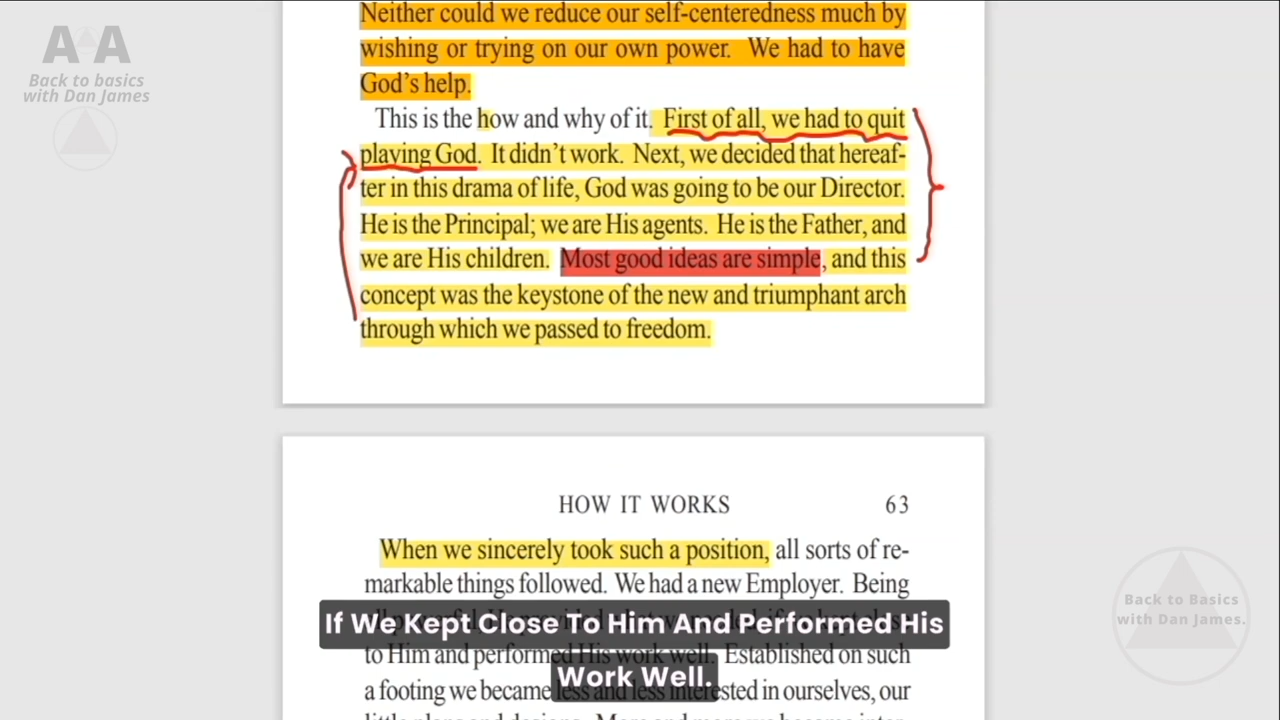 AA
Back to basics
with Dan James
Neither could we reduce our self-centeredness much by
wishing or trying on our own power. We had to have
God's help.
This is the how and why of it. First of all, we had to quit
playing God. It didn't work. Next, we decided that hereaf-
ter in this drama of life, God was going to be our Director.
He is the Principal; we are His agents. He is the Father, and
we are His children. Most good ideas are simple, and this
concept was the keystone of the new and triumphant arch
through which we passed to freedom.
HOW IT WORKS 63
When we sincerely took such a position, all sorts of re-
markable things followed. We had a new Employer. Being
If We Kept Close To Him And Performed His
to Him and performed His work well. Established on such
Work Well.
a footing we became less and less interested in ourselves, our
Back to Basics
with Dan James.